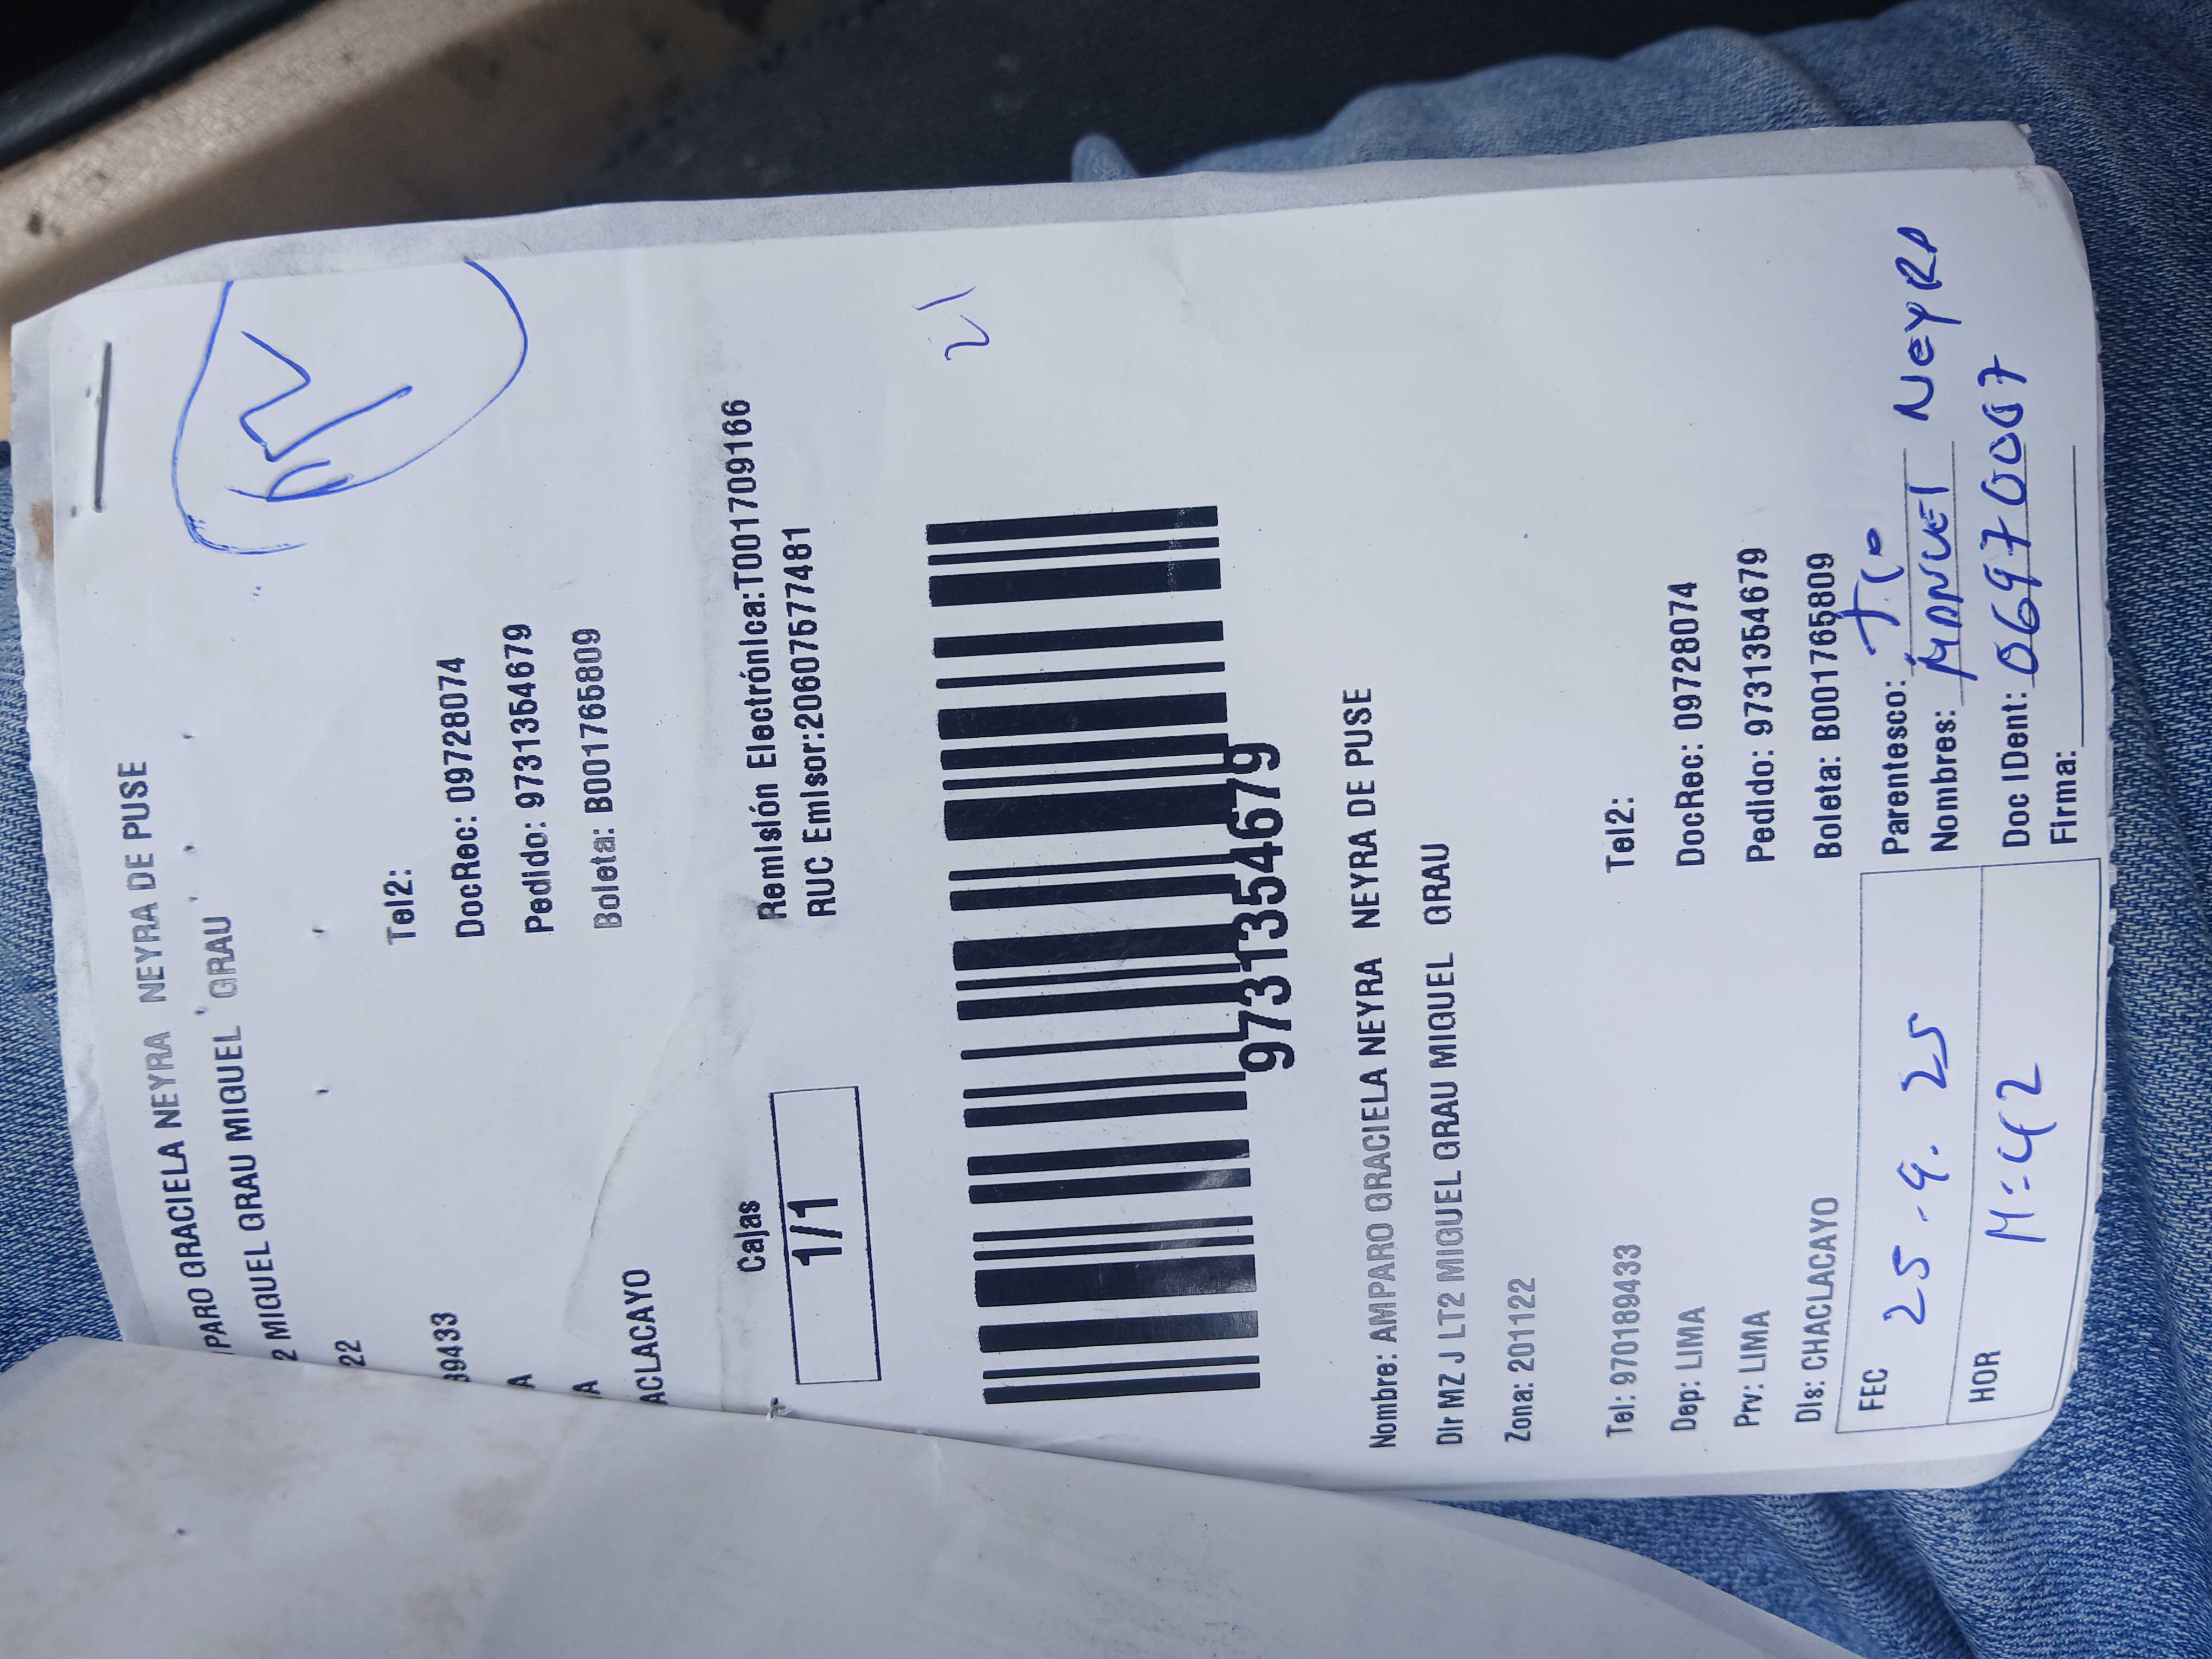 PARO GRACIELA NEYRA NEYRA DE PUSE
2 MIGUEL GRAU MIGUEL GRAU
22
39433 Tel2:
A DocRec: 09728074
A Pedido: 9731354679
ACLACAYO Boleta: B001765809
Cajas
1/1
Remisión Electrónica:T001709166
RUC Emisor:20607577481
21
9731354679
Nombre: AMPARO GRACIELA NEYRA NEYRA DE PUSE
Dir MZ J LT2 MIGUEL GRAU MIGUEL GRAU
Zona: 201122
Tel: 970189433 Tel2:
Dep: LIMA DocRec: 09728074
Prv: LIMA Pedido: 9731354679
Dis: CHACLACAYO Boleta: B001765809
FEC 25-9.25
HOR
Parentesco:
Nombres: MANUEL NEYRA
Doc IDent: 06970007
Firma: